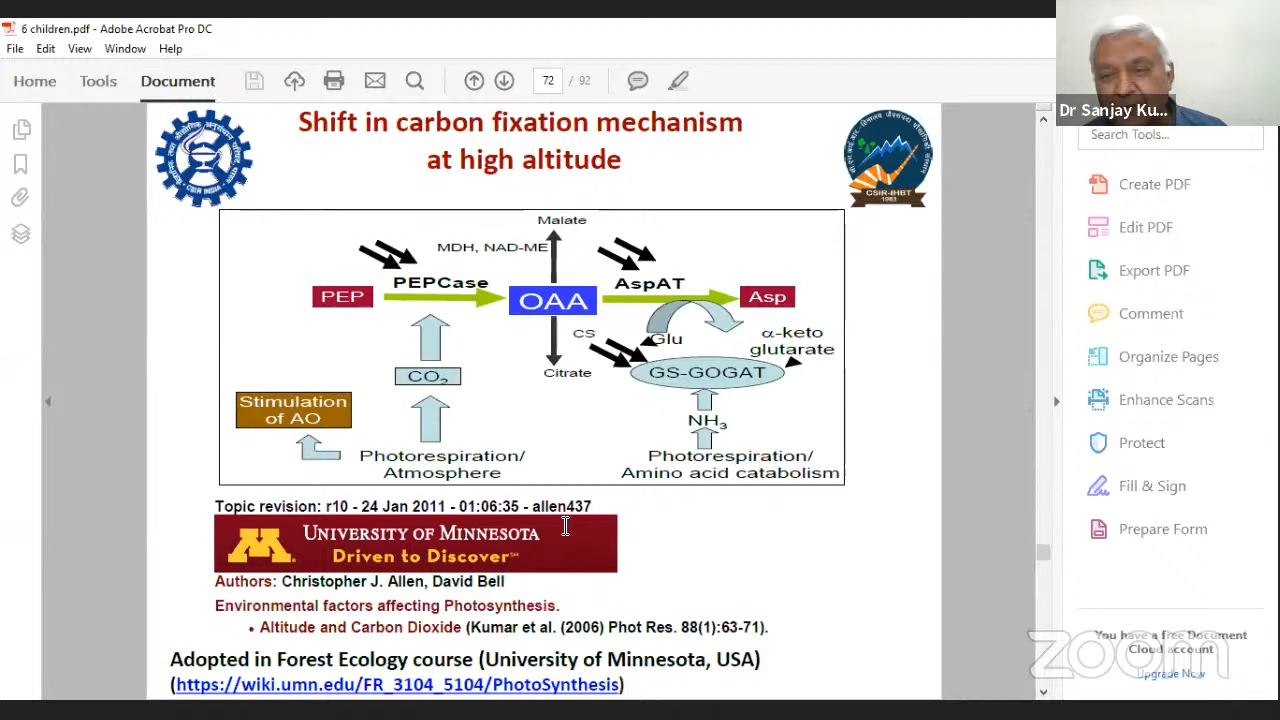 6 children.pdf - Adobe Acrobat Pro DC
File Edit View Window Help
Home Tools Document
72 / 92
Dr Sanjay Ku...
Search Tools...
Create PDF
Edit PDF
Export PDF
Comment
Organize Pages
Enhance Scans
Protect
Fill & Sign
Prepare Form
You have a free Document
Cloud account
Upgrade Now
zoom
Shift in carbon fixation mechanism
at high altitude
CSIR INDIA
CSIR-IHBT
1983
Malate
MDH, NAD-ME
PEPCase
AspAT
PEP
OAA
Asp
CS
Glu
α-keto
glutarate
CO₂
Citrate
GS-GOGAT
Stimulation
of AO
NH₃
Photorespiration/
Atmosphere
Photorespiration/
Amino acid catabolism
Topic revision: r10 - 24 Jan 2011 - 01:06:35 - allen437
M
UNIVERSITY OF MINNESOTA
Driven to Discover℠
Authors: Christopher J. Allen, David Bell
Environmental factors affecting Photosynthesis.
• Altitude and Carbon Dioxide (Kumar et al. (2006) Phot Res. 88(1):63-71).
Adopted in Forest Ecology course (University of Minnesota, USA)
(https://wiki.umn.edu/FR_3104_5104/PhotoSynthesis)